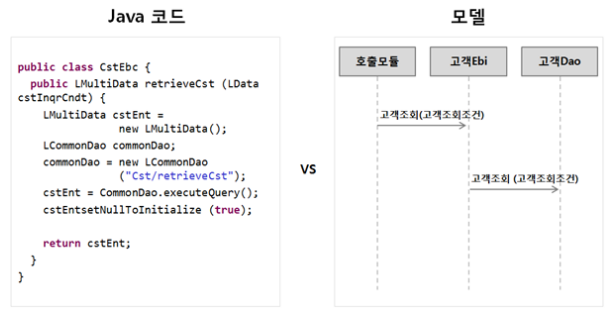 Java 코드
public class CstEbc {
public LMultiData retrieveCst (LData
cstInqrCndt) {
LMultiData cstEnt =
new LMultiData();
LCommonDao commonDao;
commonDao = new LCommonDao
("Cst/retrieveCst");
cstEnt = CommonDao.executeQuery();
cstEntsetNullToInitialize (true);
return cstEnt;
}
}
VS
모델
호출모듈 고객Ebi 고객Dao
고객조회(고객조회조건)
고객조회 (고객조회조건)